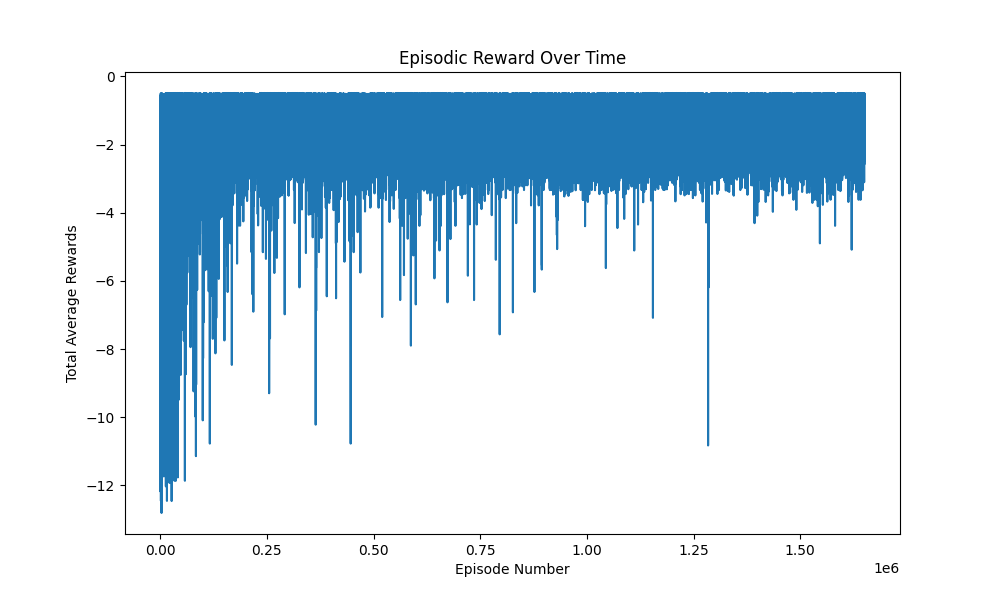 Episodic Reward Over Time
Total Average Rewards
0
−2
−4
−6
−8
−10
−12
0.00 0.25 0.50 0.75 1.00 1.25 1.50
1e6
Episode Number